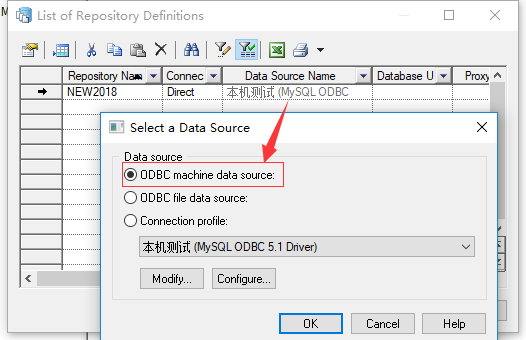 M
List of Repository Definitions
Repository Nam Connec Data Source Name Database U Proxy
NEW2018 Direct 本机测试 (MySQL ODBC
Select a Data Source
Data source
ODBC machine data source:
ODBC file data source:
Connection profile:
本机测试 (MySQL ODBC 5.1 Driver)
Modify... Configure...
OK Cancel Help